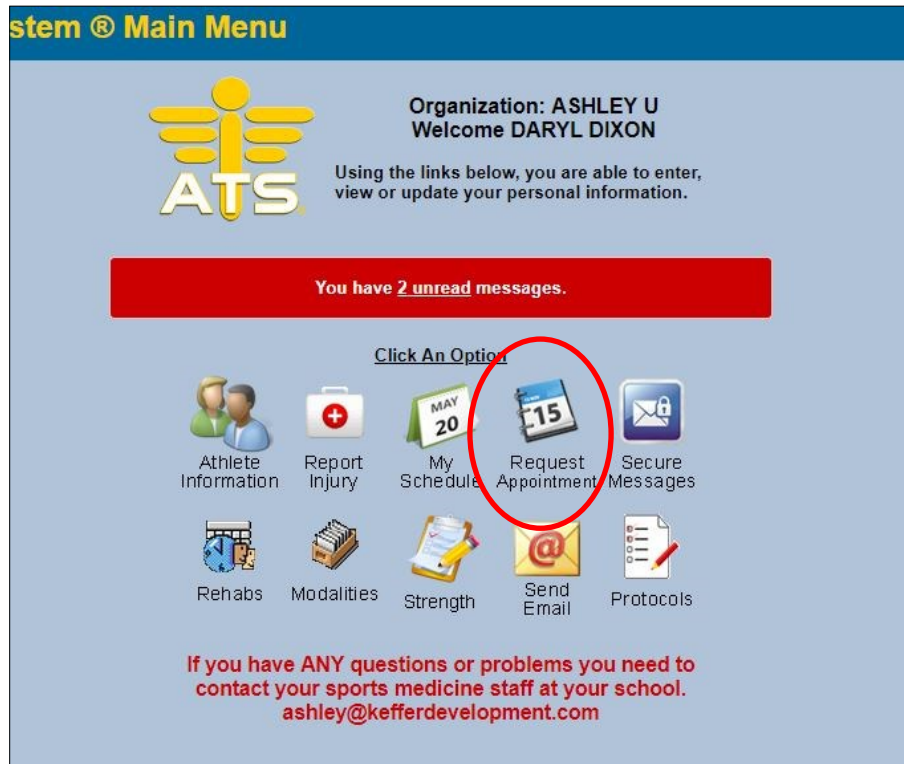 stem ® Main Menu
ATS
Organization: ASHLEY U
Welcome DARYL DIXON
Using the links below, you are able to enter,
view or update your personal information.
You have 2 unread messages.
Click An Option
MAY
20
15
Athlete
Information
Report
Injury
My
Schedule
Request
Appointment
Secure
Messages
@
Rehabs
Modalities
Strength
Send
Email
Protocols
If you have ANY questions or problems you need to
contact your sports medicine staff at your school.
ashley@kefferdevelopment.com